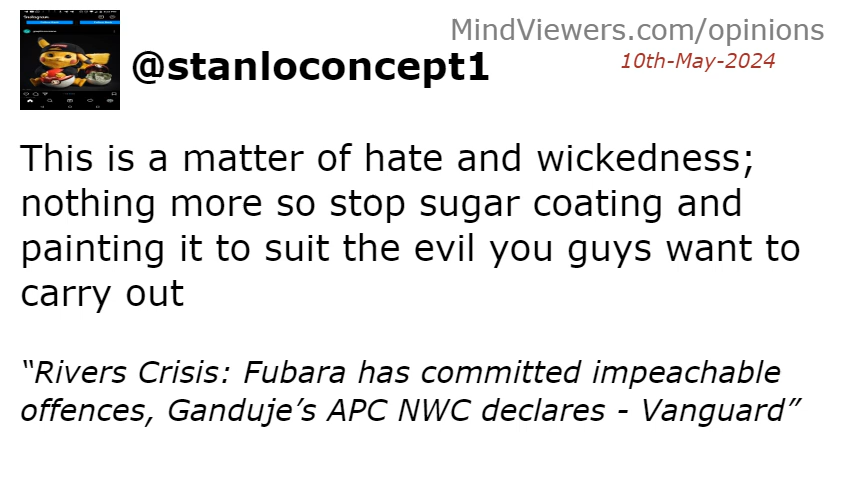 MindViewers.com/opinions
@stanloconcept1
10th-May-2024
This is a matter of hate and wickedness;
nothing more so stop sugar coating and
painting it to suit the evil you guys want to
carry out
“Rivers Crisis: Fubara has committed impeachable
offences, Ganduje’s APC NWC declares - Vanguard”